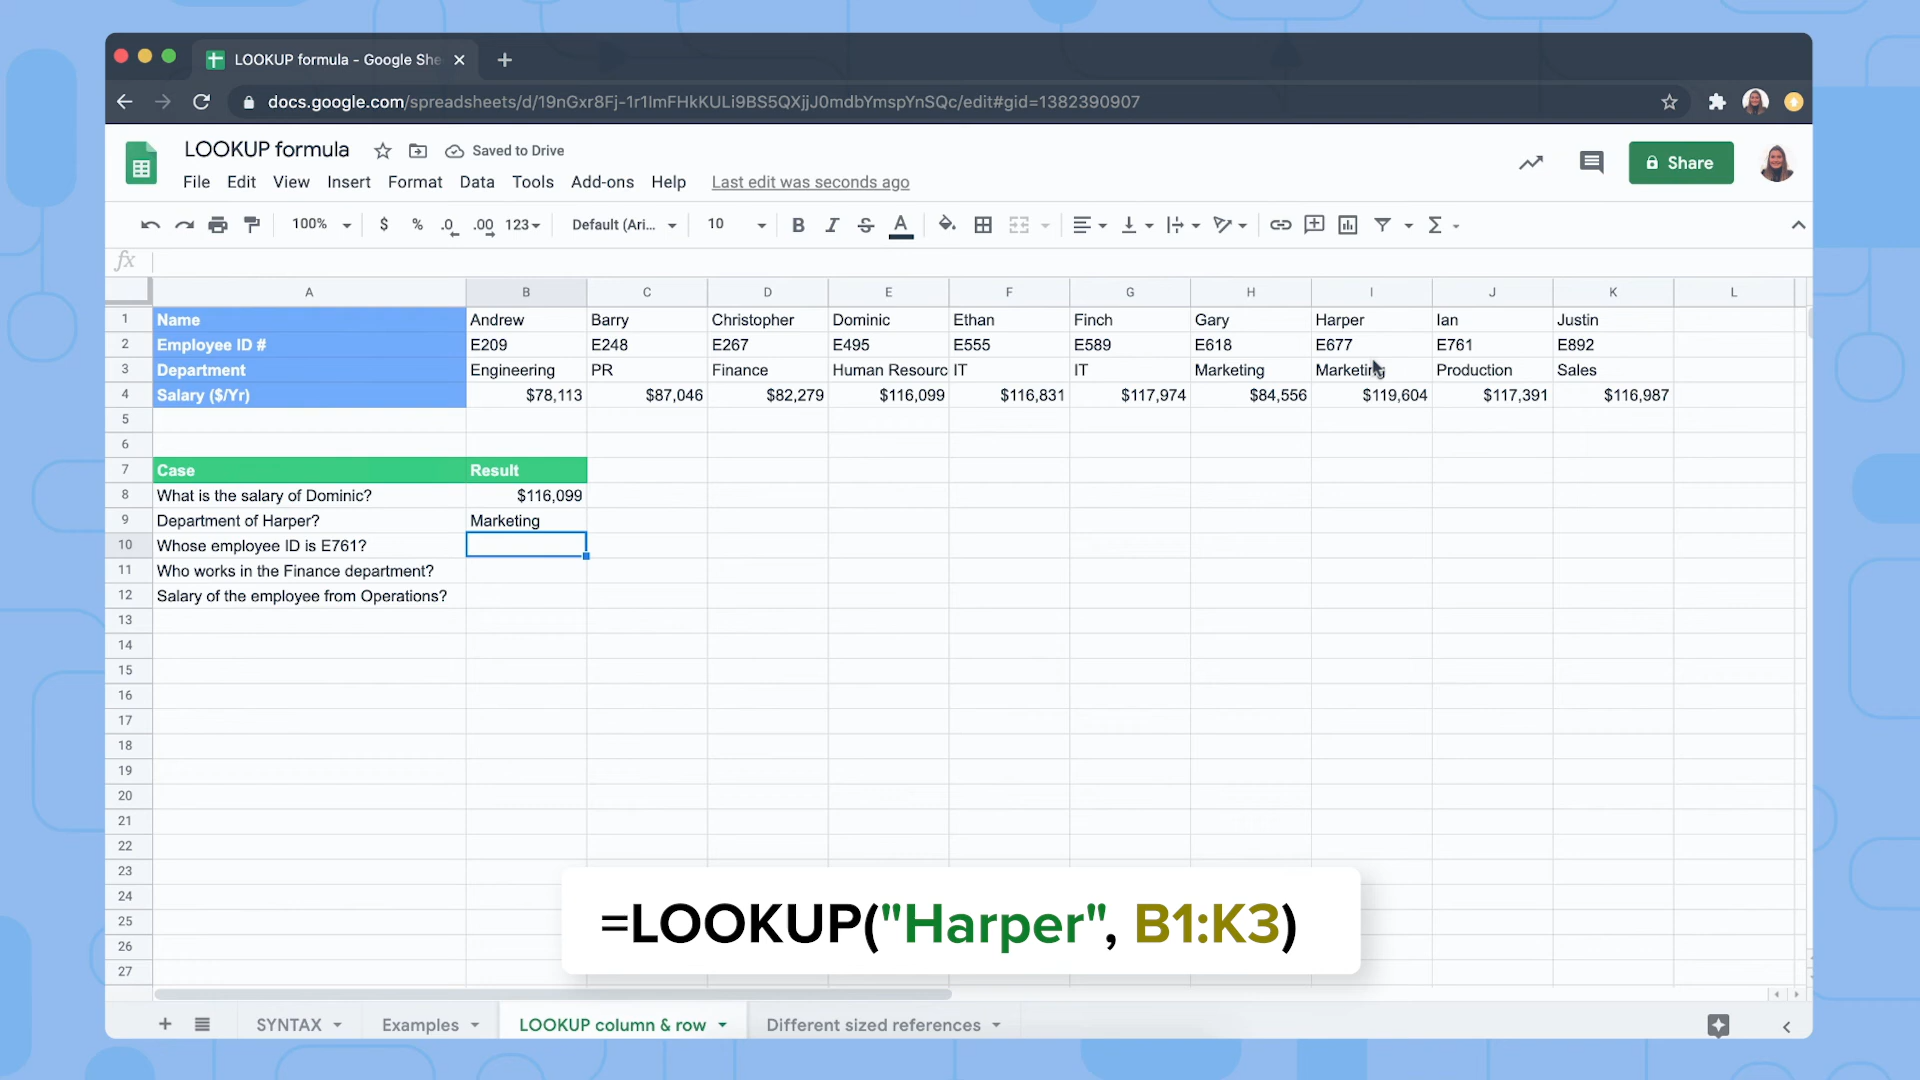 LOOKUP formula - Google She
docs.google.com/spreadsheets/d/19nGxr8Fj-1r1ImFHkKULi9BS5QXjjJ0mdbYmspYnSQc/edit#gid=1382390907
LOOKUP formula Saved to Drive
File Edit View Insert Format Data Tools Add-ons Help Last edit was seconds ago
Share
100% $ % .0 .00 123 Default (Ari... 10 B I S A Σ
fx
A B C D E F G H I J K L
1 Name Andrew Barry Christopher Dominic Ethan Finch Gary Harper Ian Justin
2 Employee ID # E209 E248 E267 E495 E555 E589 E618 E677 E761 E892
3 Department Engineering PR Finance Human Resourc IT IT Marketing Marketing Production Sales
4 Salary ($/Yr) $78,113 $87,046 $82,279 $116,099 $116,831 $117,974 $84,556 $119,604 $117,391 $116,987
5
6
7 Case Result
8 What is the salary of Dominic? $116,099
9 Department of Harper? Marketing
10 Whose employee ID is E761?
11 Who works in the Finance department?
12 Salary of the employee from Operations?
13
14
15
16
17
18
19
20
21
22
23
24
25
26
27
=LOOKUP("Harper", B1:K3)
SYNTAX Examples LOOKUP column & row Different sized references